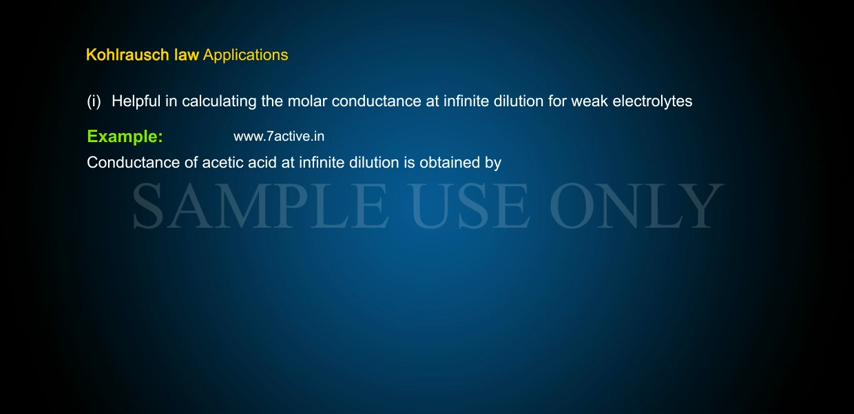 Kohlrausch law Applications
(i) Helpful in calculating the molar conductance at infinite dilution for weak electrolytes
Example: www.7active.in
Conductance of acetic acid at infinite dilution is obtained by
SAMPLE USE ONLY